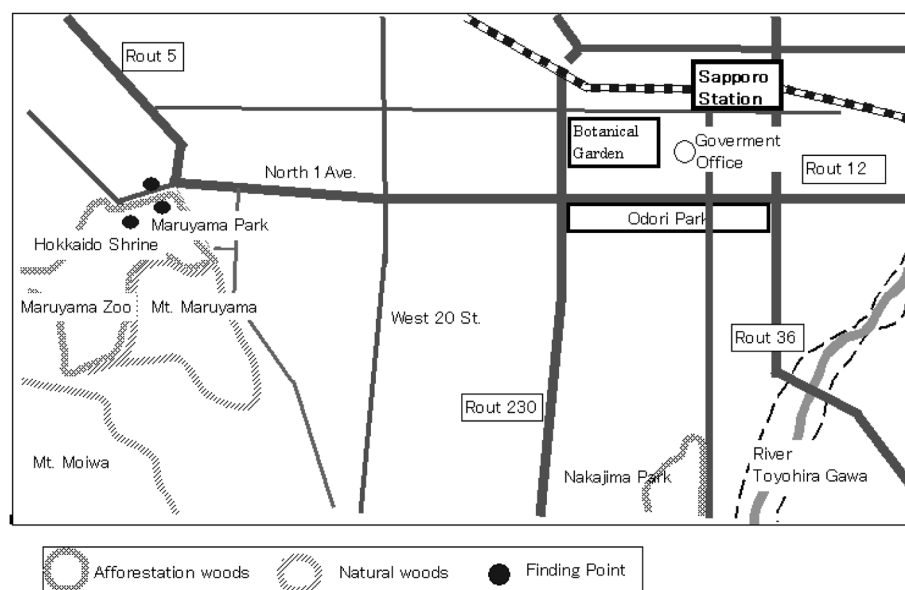 Rout 5
Sapporo
Station
Botanical
Garden
Goverment
Office
North 1 Ave.
Rout 12
Maruyama Park
Odori Park
Hokkaido Shrine
Maruyama Zoo
Mt. Maruyama
West 20 St.
Rout 36
Rout 230
Mt. Moiwa
Nakajima Park
River
Toyohira Gawa
Afforestation woods
Natural woods
Finding Point